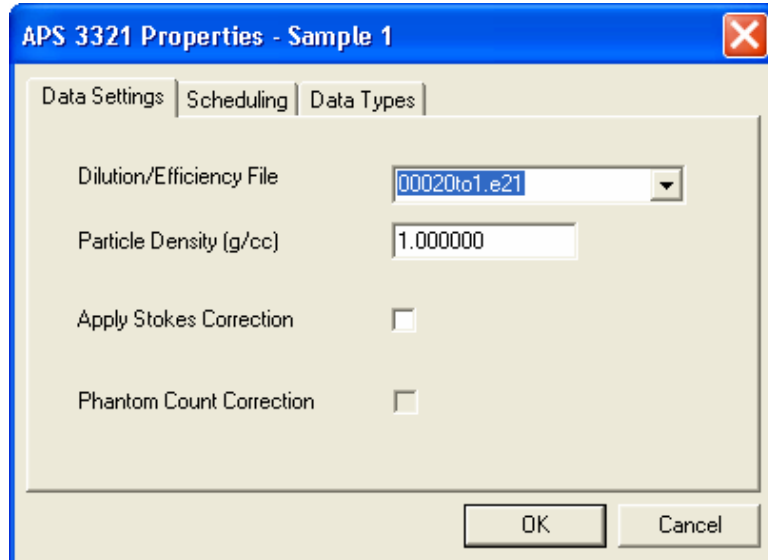 APS 3321 Properties - Sample 1
Data Settings Scheduling Data Types
Dilution/Efficiency File 00020to1.e21
Particle Density (g/cc) 1.000000
Apply Stokes Correction
Phantom Count Correction
OK Cancel